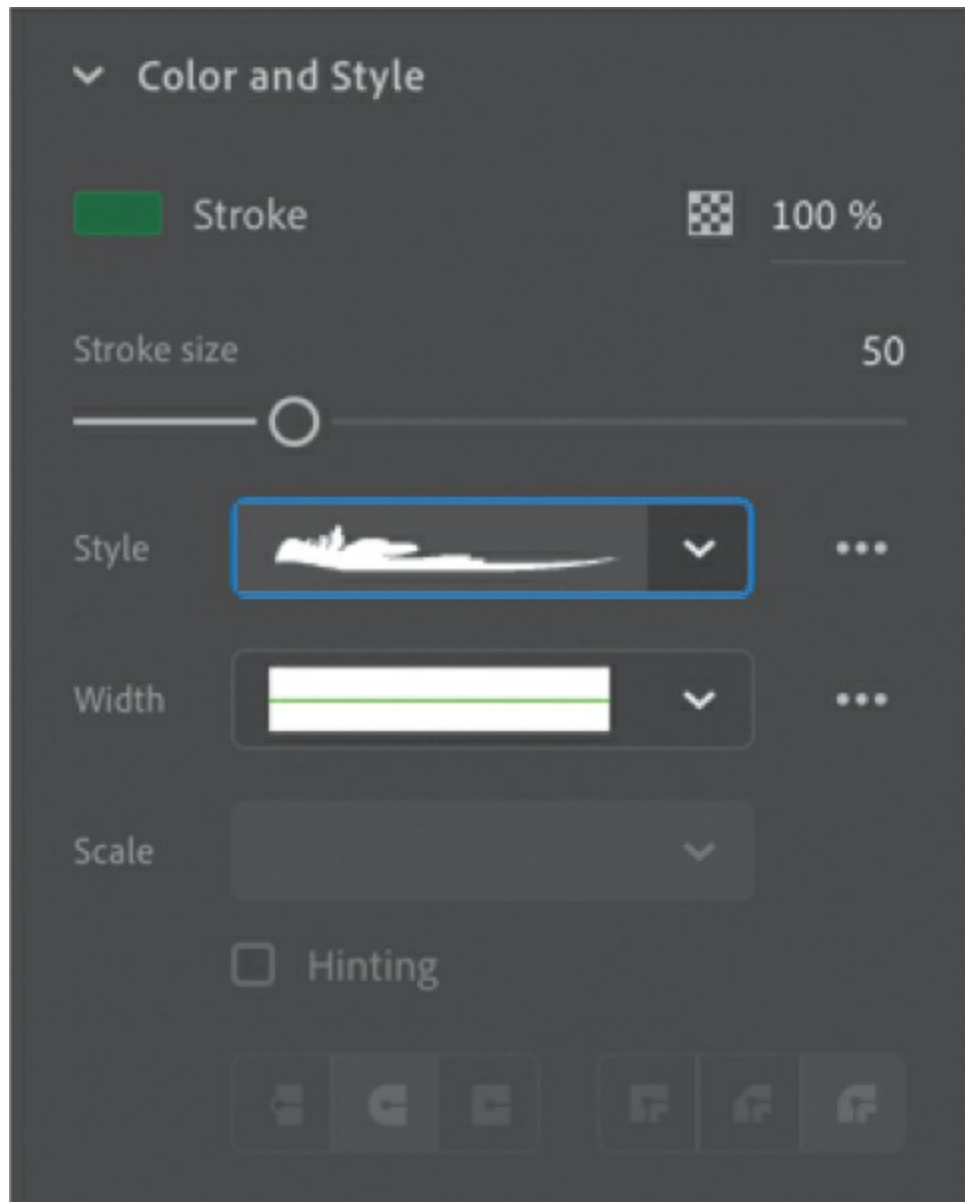 Color and Style
Stroke 100 %
Stroke size 50
Style
Width
Scale
Hinting